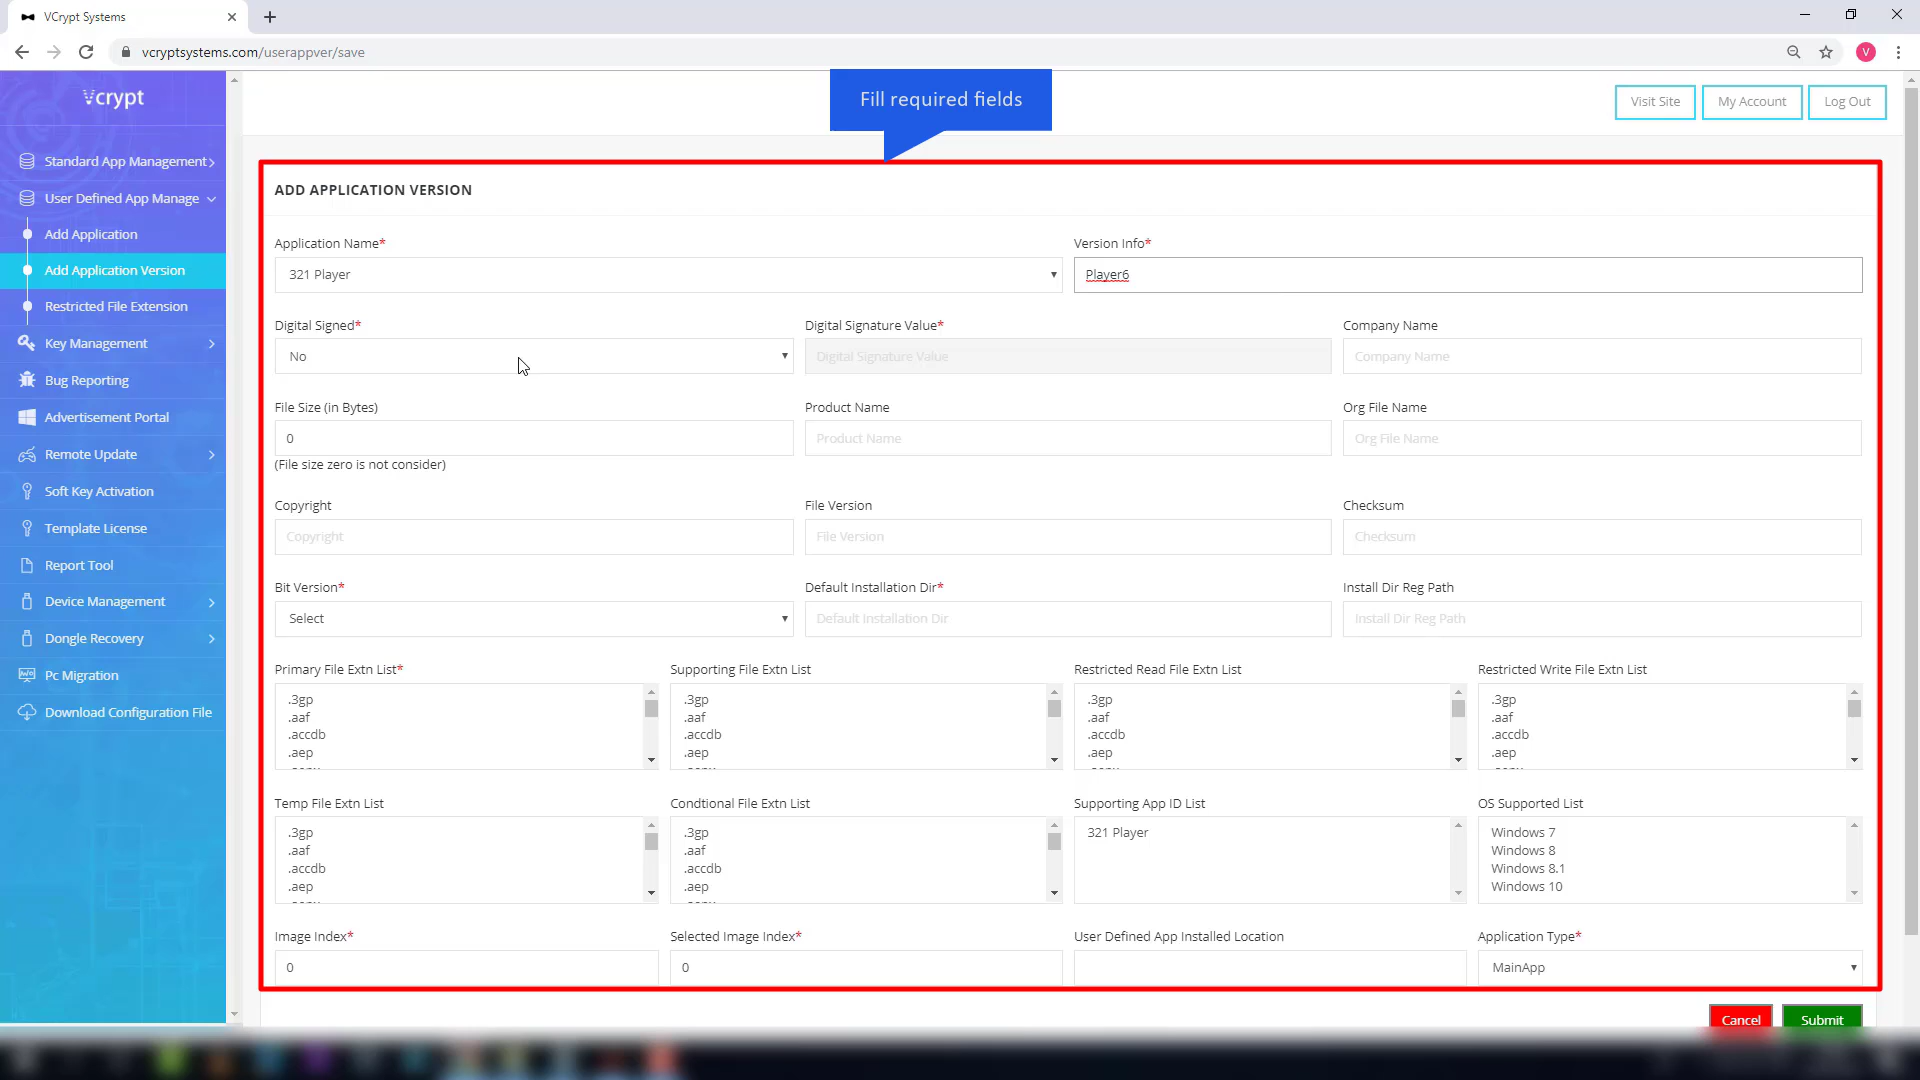 VCrypt Systems
vcryptsystems.com/userappver/save
V
Vcrypt
Fill required fields
Visit Site
My Account
Log Out
Standard App Management
User Defined App Manage
Add Application
Add Application Version
Restricted File Extension
Key Management
Bug Reporting
Advertisement Portal
Remote Update
Soft Key Activation
Template License
Report Tool
Device Management
Dongle Recovery
Pc Migration
Download Configuration File
ADD APPLICATION VERSION
Application Name*
Version Info*
321 Player
Player6
Digital Signed*
Digital Signature Value*
Company Name
No
Digital Signature Value
Company Name
File Size (in Bytes)
Product Name
Org File Name
0
Product Name
Org File Name
(File size zero is not consider)
Copyright
File Version
Checksum
Copyright
File Version
Checksum
Bit Version*
Default Installation Dir*
Install Dir Reg Path
Select
Default Installation Dir
Install Dir Reg Path
Primary File Extn List*
Supporting File Extn List
Restricted Read File Extn List
Restricted Write File Extn List
.3gp
.aaf
.accdb
.aep
.3gp
.aaf
.accdb
.aep
.3gp
.aaf
.accdb
.aep
.3gp
.aaf
.accdb
.aep
Temp File Extn List
Condtional File Extn List
Supporting App ID List
OS Supported List
.3gp
.aaf
.accdb
.aep
.3gp
.aaf
.accdb
.aep
321 Player
Windows 7
Windows 8
Windows 8.1
Windows 10
Image Index*
Selected Image Index*
User Defined App Installed Location
Application Type*
0
0
MainApp
Cancel
Submit